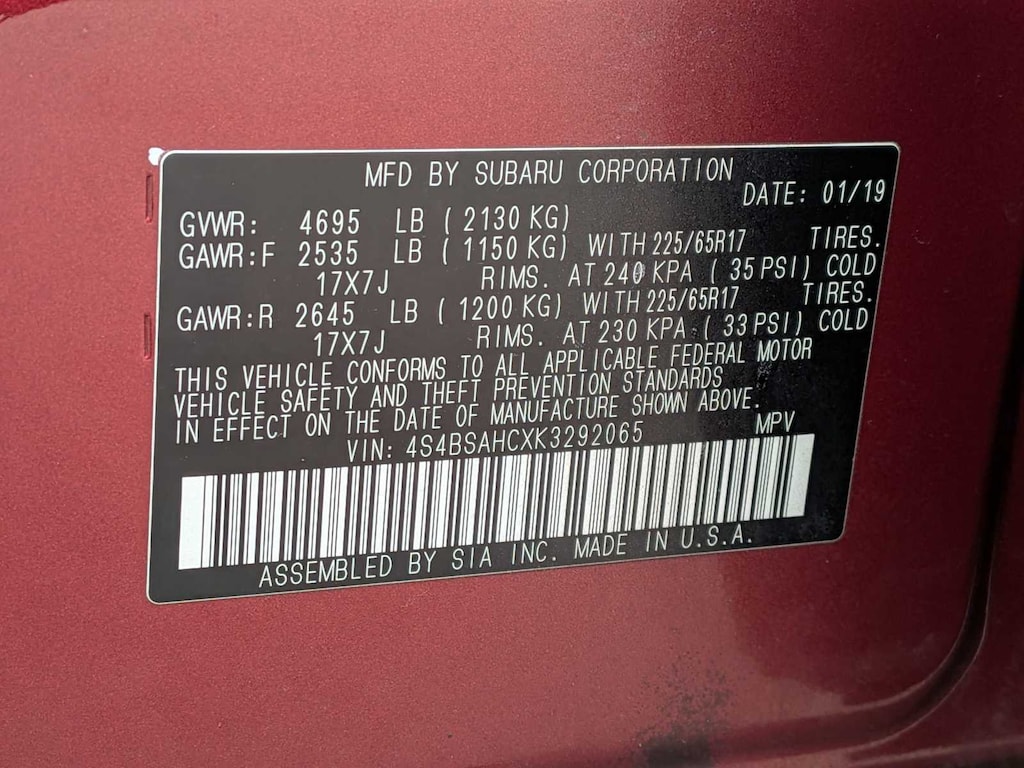 MFD BY SUBARU CORPORATION
DATE: 01/19
GVWR: 4695 LB ( 2130 KG)
GAWR:F 2535 LB ( 1150 KG) WITH 225/65R17 TIRES.
17X7J RIMS. AT 240 KPA ( 35 PSI) COLD
GAWR:R 2645 LB ( 1200 KG) WITH 225/65R17 TIRES.
17X7J RIMS. AT 230 KPA ( 33 PSI) COLD
THIS VEHICLE CONFORMS TO ALL APPLICABLE FEDERAL MOTOR
VEHICLE SAFETY AND THEFT PREVENTION STANDARDS
IN EFFECT ON THE DATE OF MANUFACTURE SHOWN ABOVE.
VIN: 4S4BSAHCXK3292065 MPV
ASSEMBLED BY SIA INC. MADE IN U.S.A.